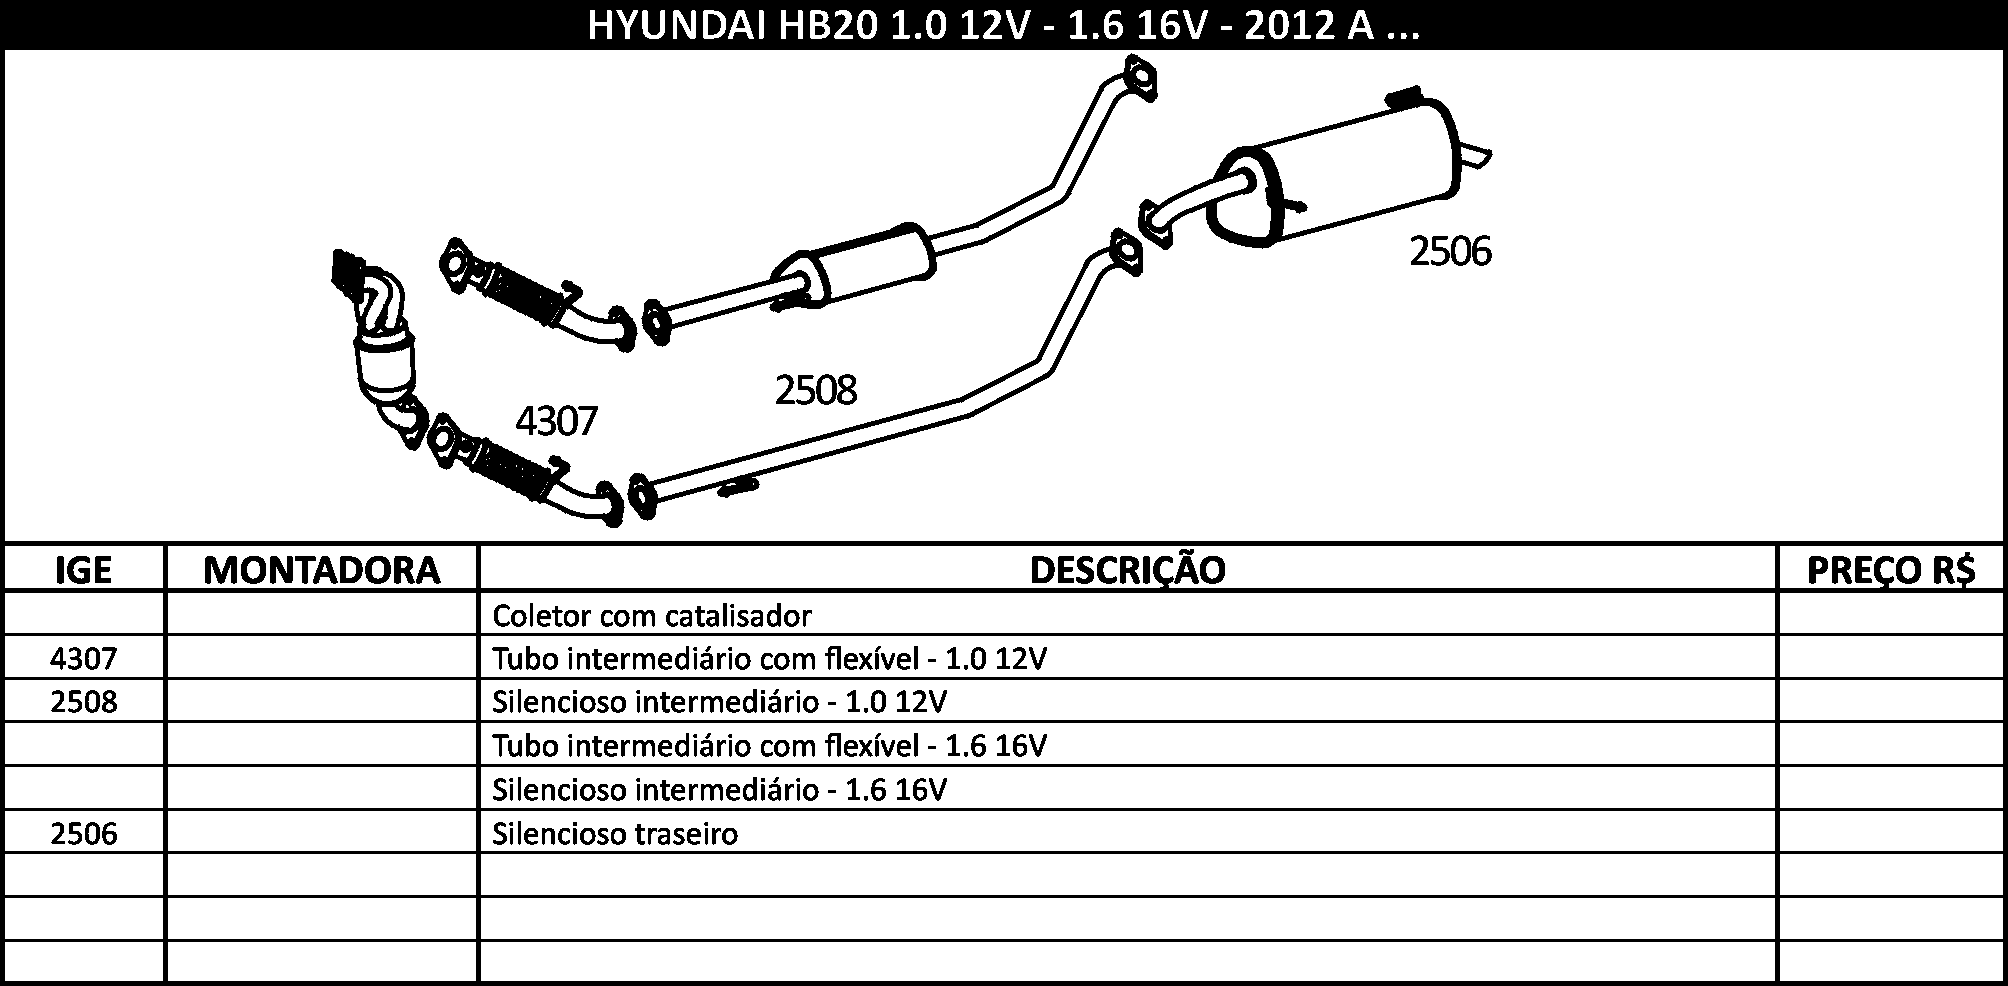 HYUNDAI HB20 1.0 12V - 1.6 16V - 2012 A ...
2506
2508
4307
IGE MONTADORA DESCRIÇÃO PREÇO R$
Coletor com catalisador
4307 Tubo intermediário com flexível - 1.0 12V
2508 Silencioso intermediário - 1.0 12V
Tubo intermediário com flexível - 1.6 16V
Silencioso intermediário - 1.6 16V
2506 Silencioso traseiro